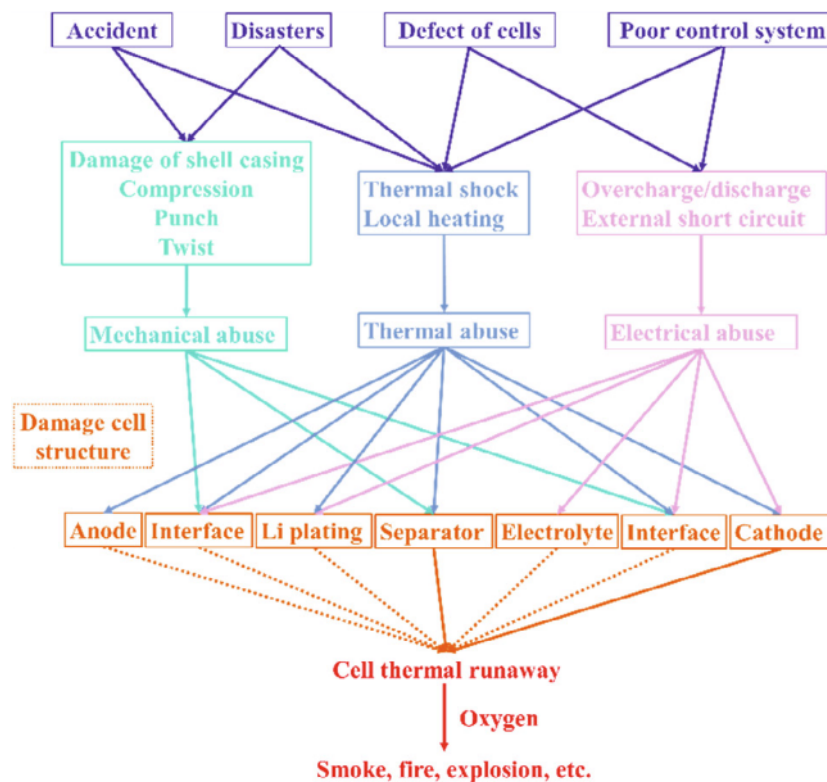 Accident
Disasters
Defect of cells
Poor control system
Damage of shell casing
Compression
Punch
Twist
Thermal shock
Local heating
Overcharge/discharge
External short circuit
Mechanical abuse
Thermal abuse
Electrical abuse
Damage cell
structure
Anode
Interface
Li plating
Separator
Electrolyte
Interface
Cathode
Cell thermal runaway
Oxygen
Smoke, fire, explosion, etc.